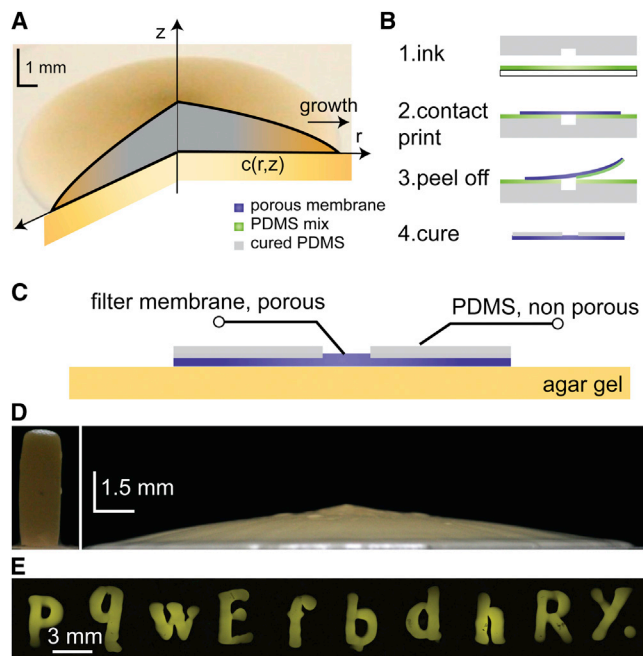 A
z
1 mm
growth
r
c(r,z)
porous membrane
PDMS mix
cured PDMS
B
1.ink
2.contact
print
3.peel off
4.cure
C
filter membrane, porous
PDMS, non porous
agar gel
D
1.5 mm
E
P q w E f b d h R Y.
3 mm